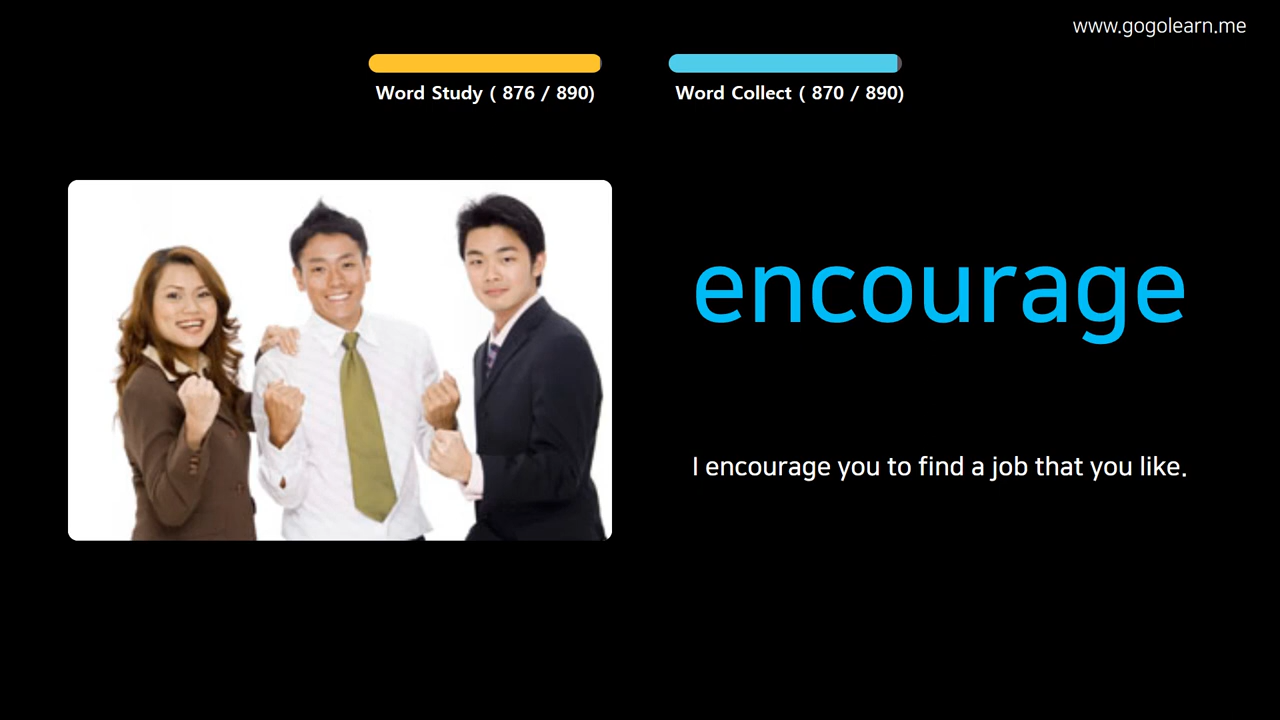 www.gogolearn.me
Word Study ( 876 / 890)
Word Collect ( 870 / 890)
encourage
I encourage you to find a job that you like.